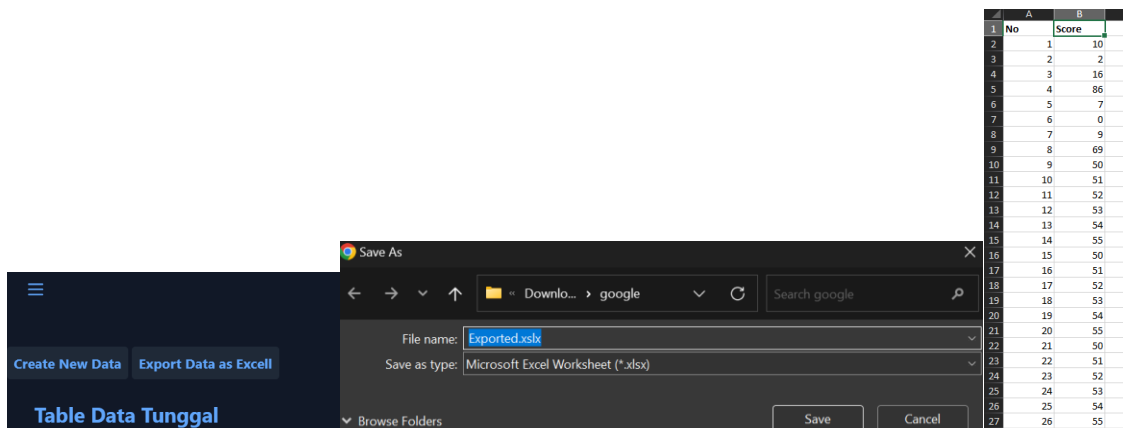 Create New Data Export Data as Excell
Table Data Tunggal
Save As
« Downlo... › google Search google
File name: Exported.xslx
Save as type: Microsoft Excel Worksheet (*.xlsx)
Browse Folders Save Cancel
A B
1 No Score
2 1 10
3 2 2
4 3 16
5 4 86
6 5 7
7 6 0
8 7 9
9 8 69
10 9 50
11 10 51
12 11 52
13 12 53
14 13 54
15 14 55
16 15 50
17 16 51
18 17 52
19 18 53
20 19 54
21 20 55
22 21 50
23 22 51
24 23 52
25 24 53
26 25 54
27 26 55